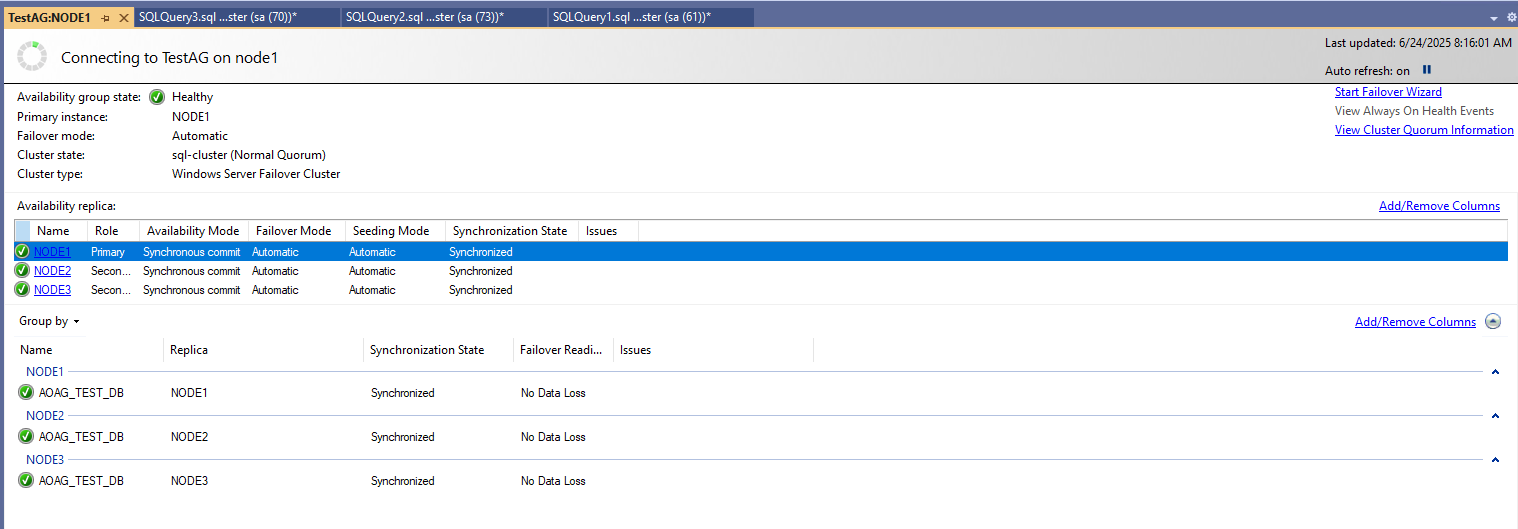 TestAG:NODE1 SQLQuery3.sql ...ster (sa (70))* SQLQuery2.sql ...ster (sa (73))* SQLQuery1.sql ...ster (sa (61))*
Connecting to TestAG on node1
Last updated: 6/24/2025 8:16:01 AM
Auto refresh: on
Availability group state: Healthy
Primary instance: NODE1
Failover mode: Automatic
Cluster state: sql-cluster (Normal Quorum)
Cluster type: Windows Server Failover Cluster
Start Failover Wizard
View Always On Health Events
View Cluster Quorum Information
Availability replica: Add/Remove Columns
Name Role Availability Mode Failover Mode Seeding Mode Synchronization State Issues
NODE1 Primary Synchronous commit Automatic Automatic Synchronized
NODE2 Secon... Synchronous commit Automatic Automatic Synchronized
NODE3 Secon... Synchronous commit Automatic Automatic Synchronized
Group by Add/Remove Columns
Name Replica Synchronization State Failover Readi... Issues
NODE1
AOAG_TEST_DB NODE1 Synchronized No Data Loss
NODE2
AOAG_TEST_DB NODE2 Synchronized No Data Loss
NODE3
AOAG_TEST_DB NODE3 Synchronized No Data Loss